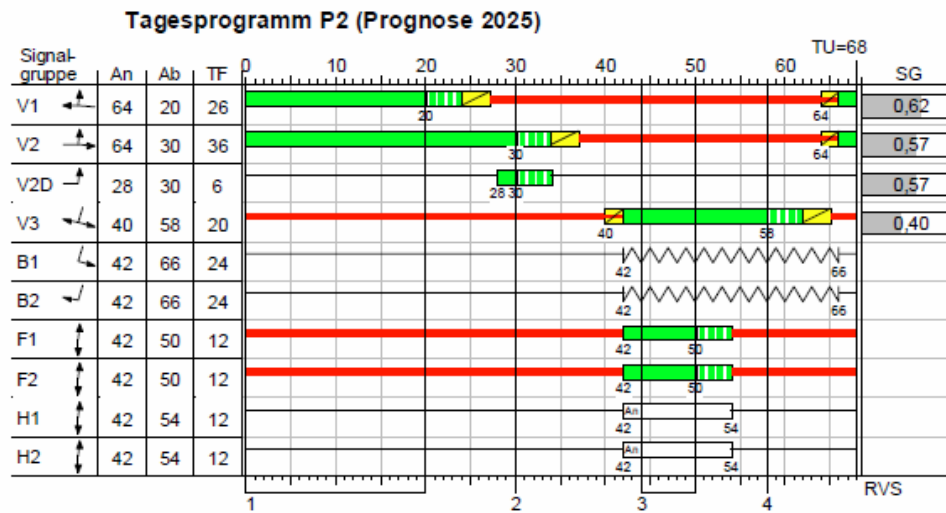 Tagesprogramm P2 (Prognose 2025)
TU=68
Signal-
gruppe An Ab TF 0 10 20 30 40 50 60 SG
V1 64 20 26 20 64 0,62
V2 64 30 36 30 64 0,57
V2D 28 30 6 28 30 0,57
V3 40 58 20 40 58 0,40
B1 42 66 24 42 66
B2 42 66 24 42 66
F1 42 50 12 42 50
F2 42 50 12 42 50
H1 42 54 12 An 42 54
H2 42 54 12 An 42 54
RVS
1 2 3 4